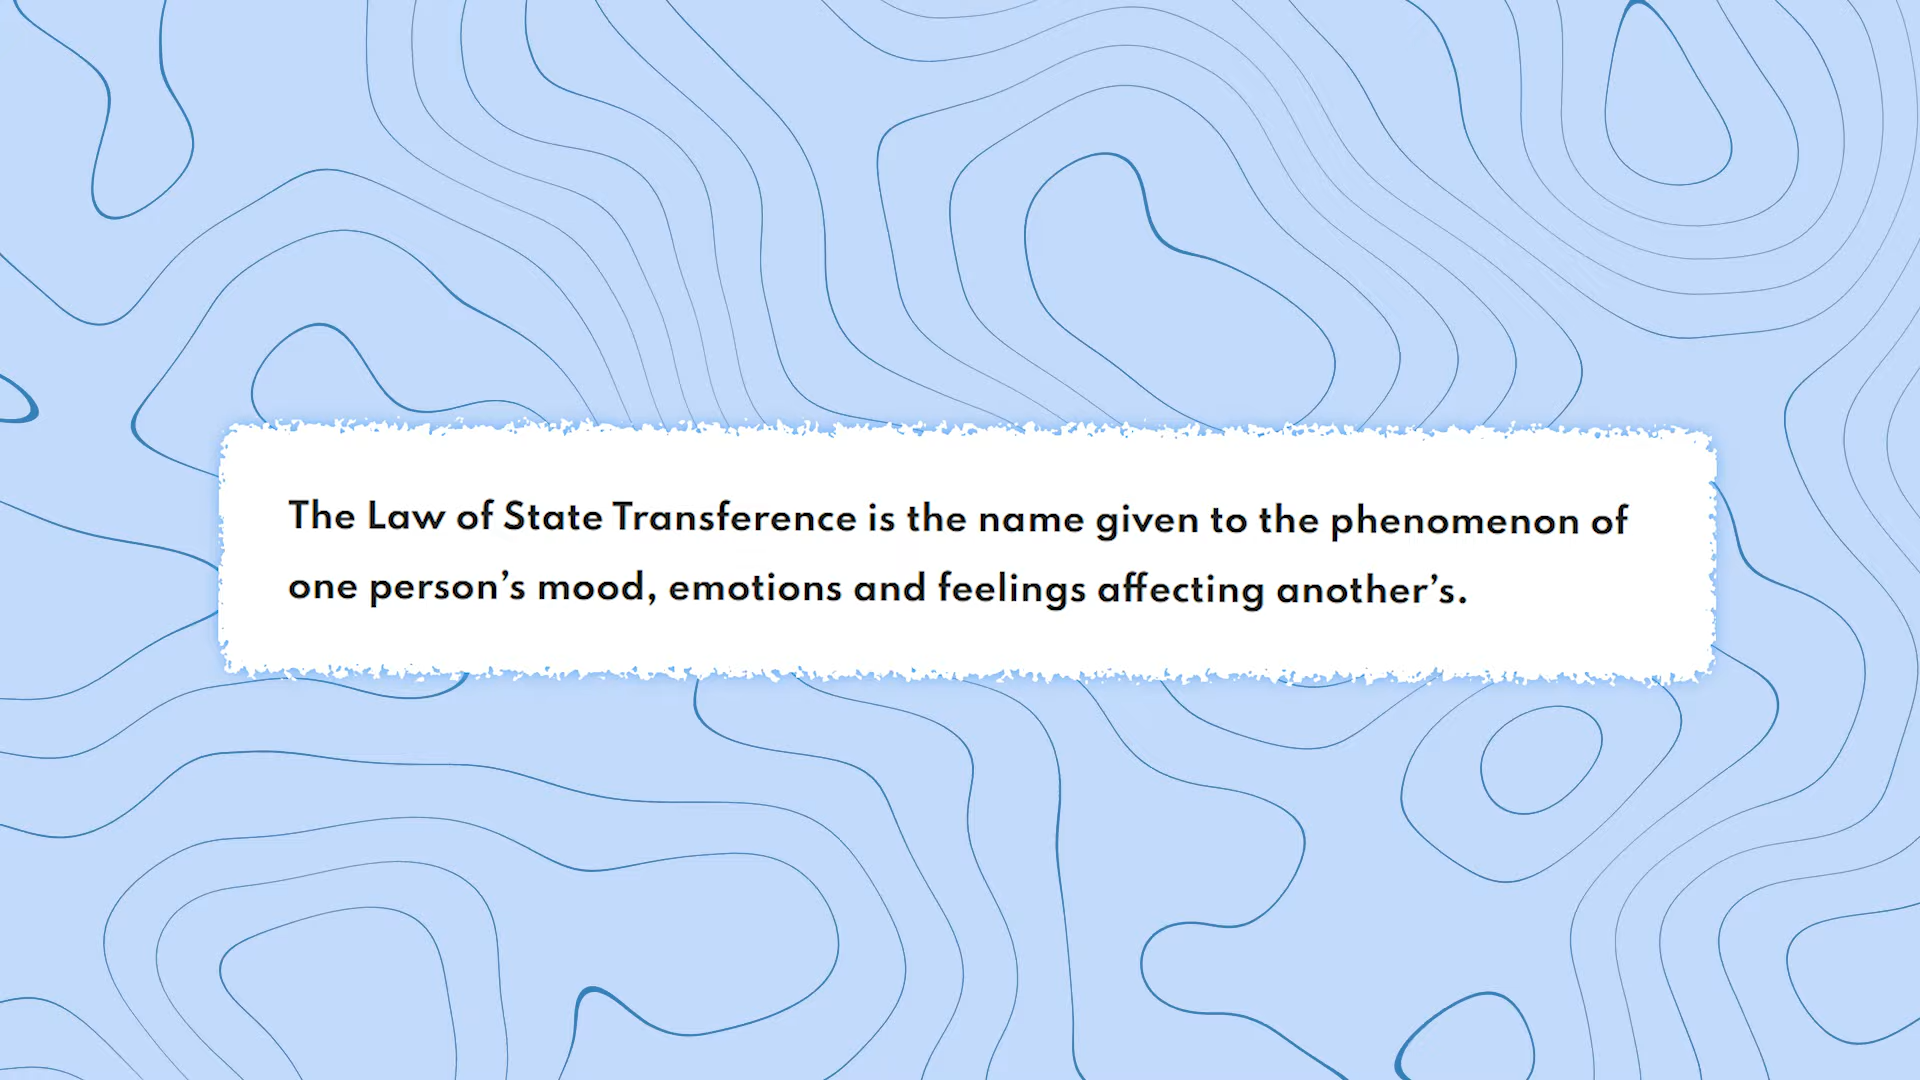 The Law of State Transference is the name given to the phenomenon of
one person’s mood, emotions and feelings affecting another’s.